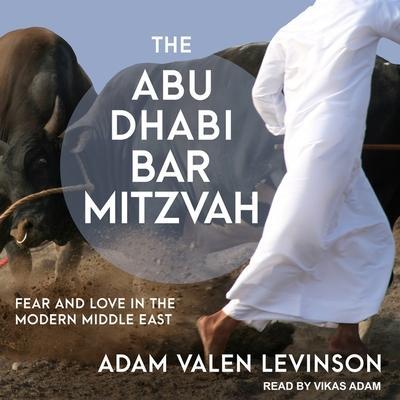 THE
ABU
DHABI
BAR
MITZVAH
FEAR AND LOVE IN THE
MODERN MIDDLE EAST
ADAM VALEN LEVINSON
READ BY VIKAS ADAM